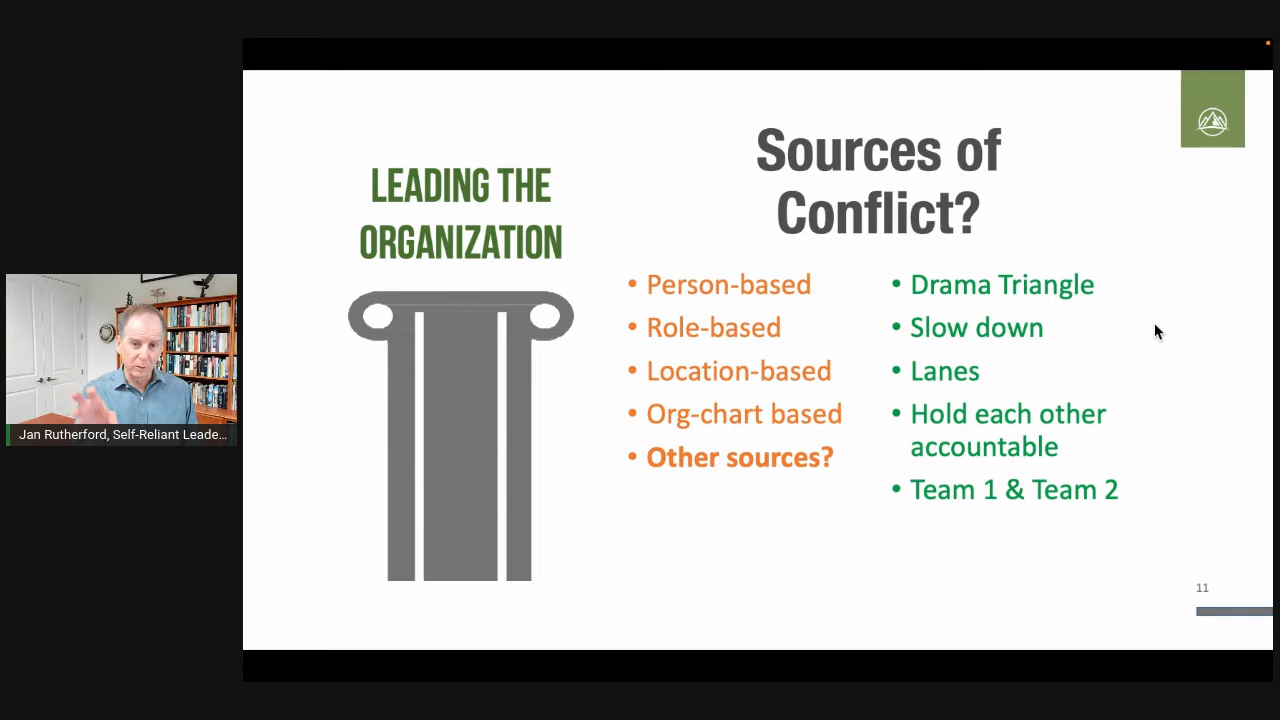 LEADING THE
ORGANIZATION
Sources of
Conflict?
• Person-based
• Role-based
• Location-based
• Org-chart based
• Other sources?
• Drama Triangle
• Slow down
• Lanes
• Hold each other
accountable
• Team 1 & Team 2
11
Jan Rutherford, Self-Reliant Leade...